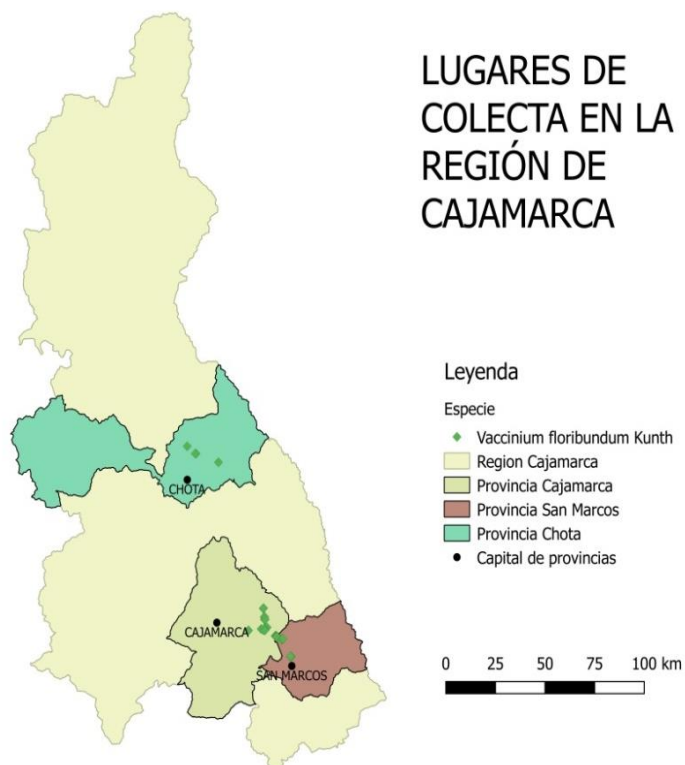 LUGARES DE
COLECTA EN LA
REGIÓN DE
CAJAMARCA
Leyenda
Especie
Vaccinium floribundum Kunth
Region Cajamarca
Provincia Cajamarca
Provincia San Marcos
Provincia Chota
Capital de provincias
CHOTA
CAJAMARCA
SAN MARCOS
0 25 50 75 100 km